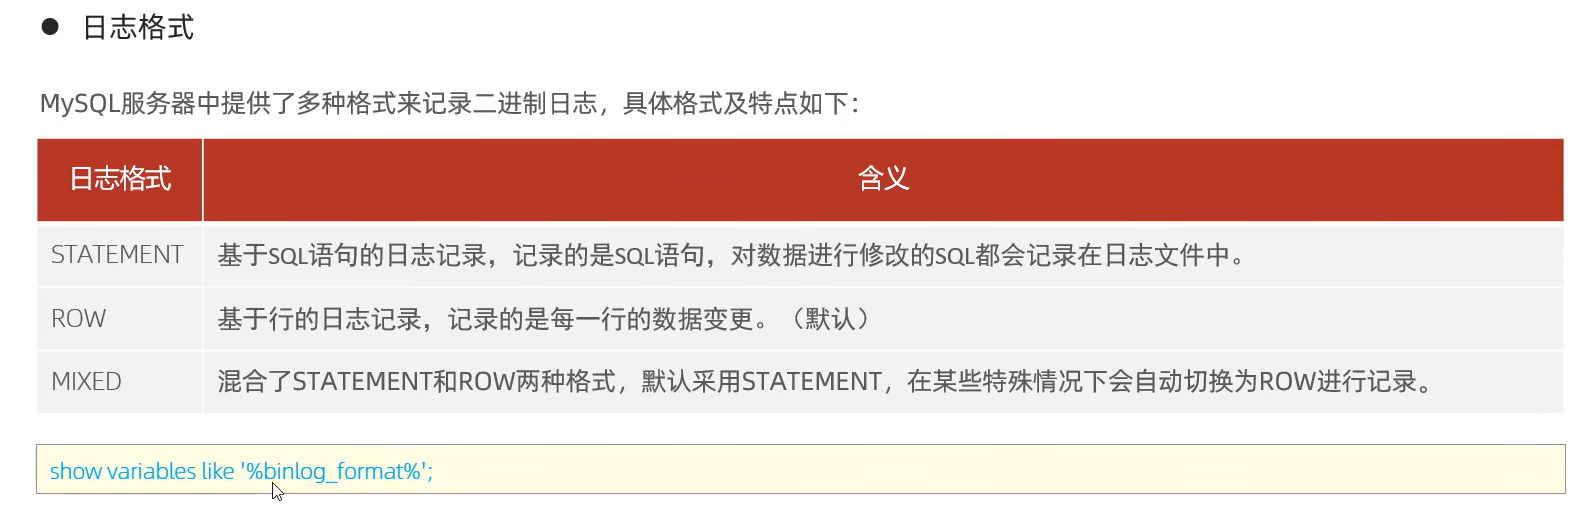 ● 日志格式
MySQL服务器中提供了多种格式来记录二进制日志，具体格式及特点如下：
日志格式 含义
STATEMENT 基于SQL语句的日志记录，记录的是SQL语句，对数据进行修改的SQL都会记录在日志文件中。
ROW 基于行的日志记录，记录的是每一行的数据变更。（默认）
MIXED 混合了STATEMENT和ROW两种格式，默认采用STATEMENT，在某些特殊情况下会自动切换为ROW进行记录。
show variables like '%binlog_format%';